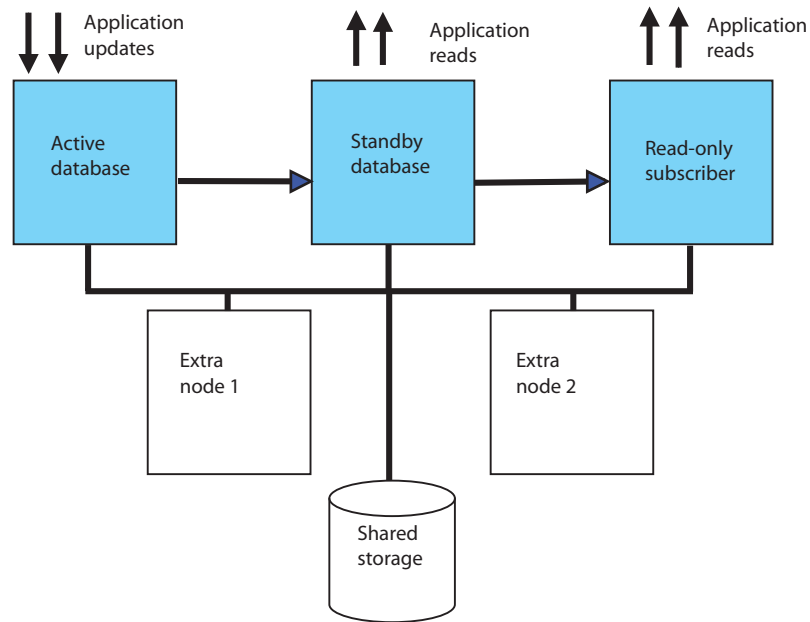 Application
updates
Application
reads
Application
reads
Active
database
Standby
database
Read-only
subscriber
Extra
node 1
Extra
node 2
Shared
storage